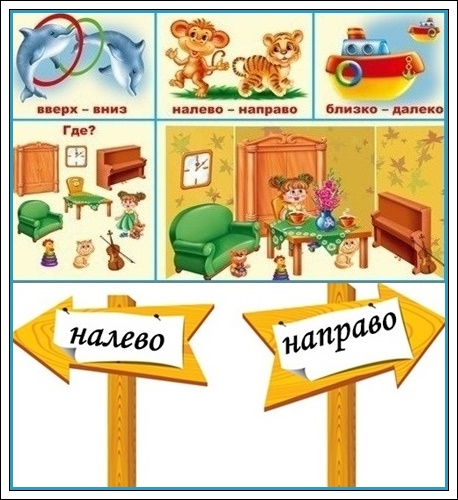 вверх – вниз
налево – направо
близко – далеко
Где?
налево
направо